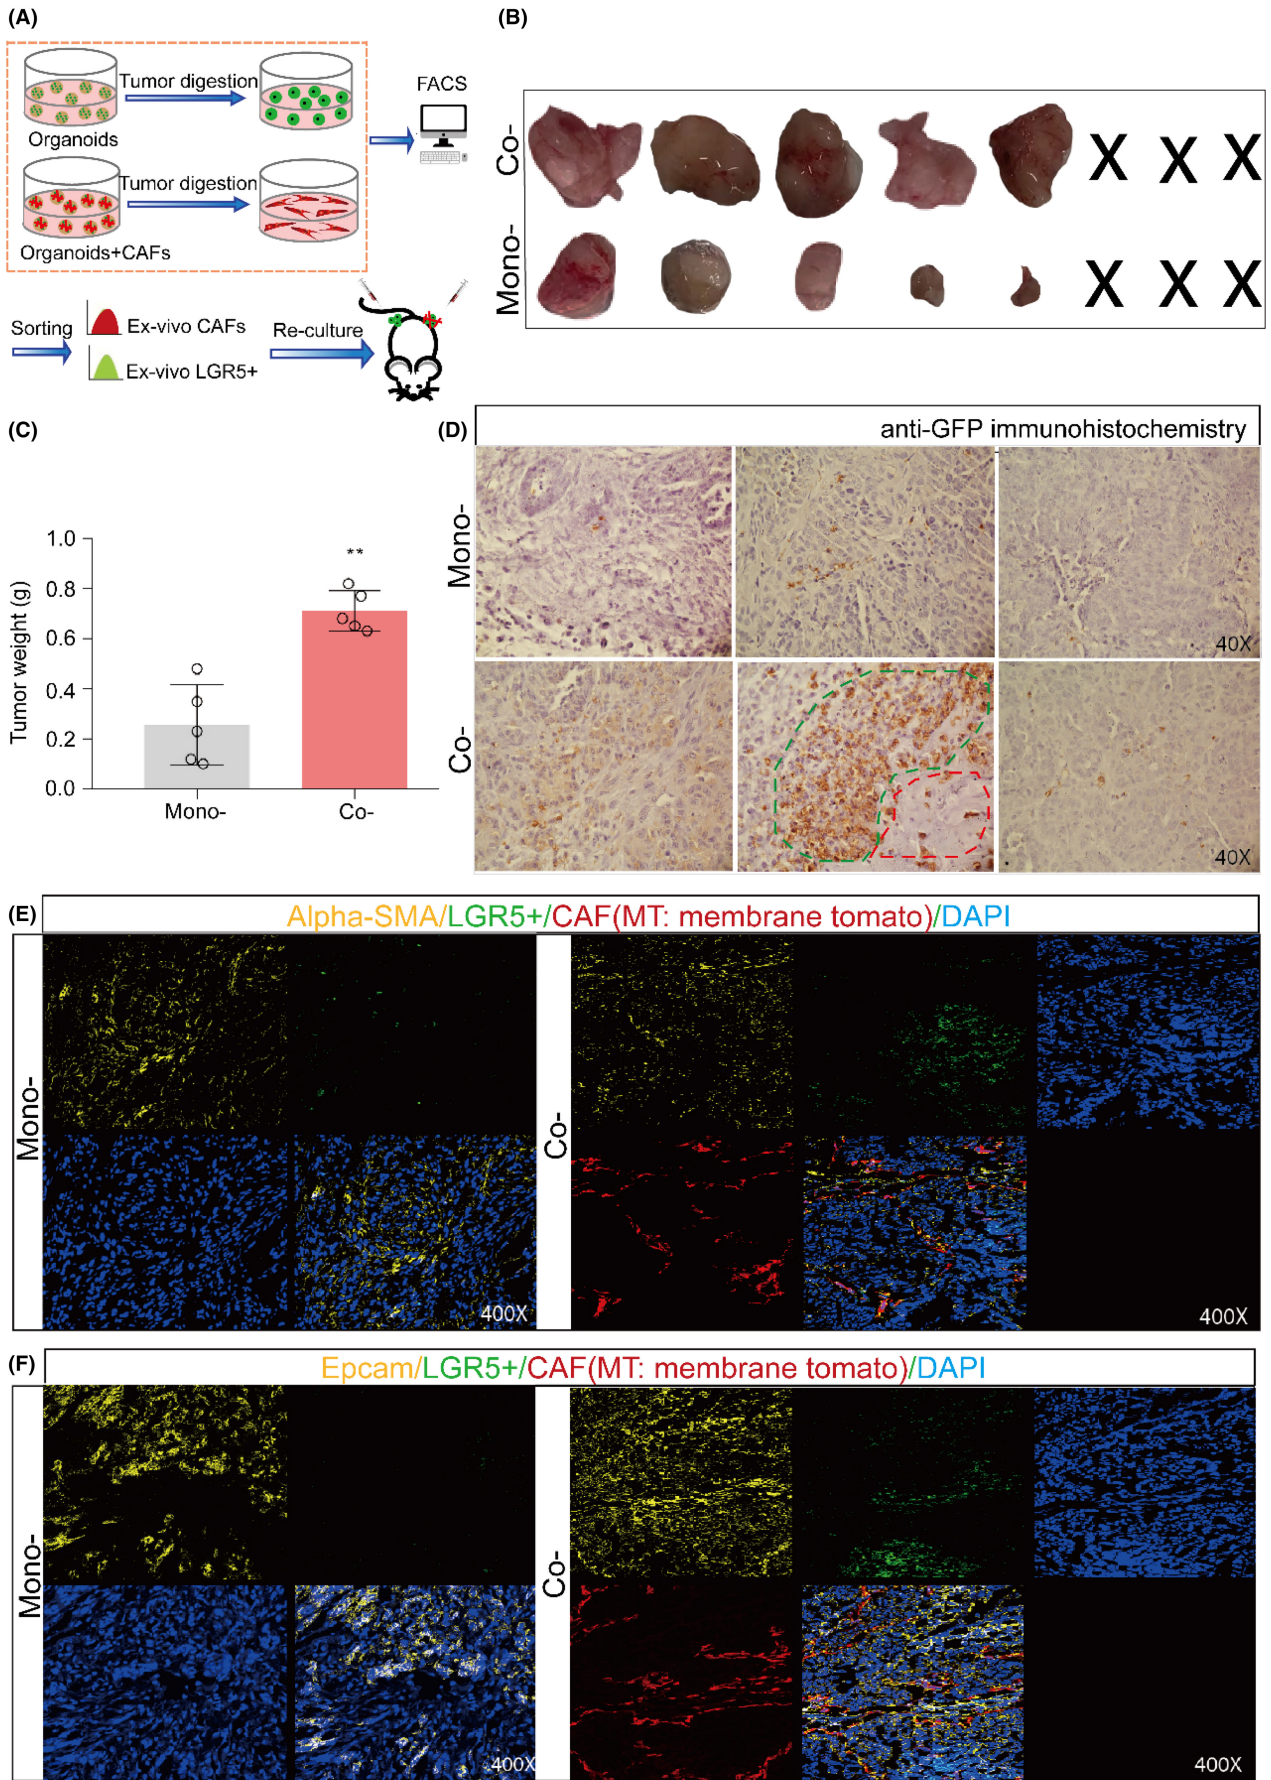 (A)
Tumor digestion
FACS
Organoids
Tumor digestion
Organoids+CAFs
Sorting
Ex-vivo CAFs
Ex-vivo LGR5+
Re-culture
(B)
Co-
X X X
Mono-
X X X
(C)
Tumor weight (g)
1.0
0.8
0.6
0.4
0.2
0.0
**
Mono-
Co-
(D)
anti-GFP immunohistochemistry
Mono-
40X
Co-
40X
(E)
Alpha-SMA/LGR5+/CAF(MT: membrane tomato)/DAPI
Mono-
400X
Co-
400X
(F)
Epcam/LGR5+/CAF(MT: membrane tomato)/DAPI
Mono-
400X
Co-
400X